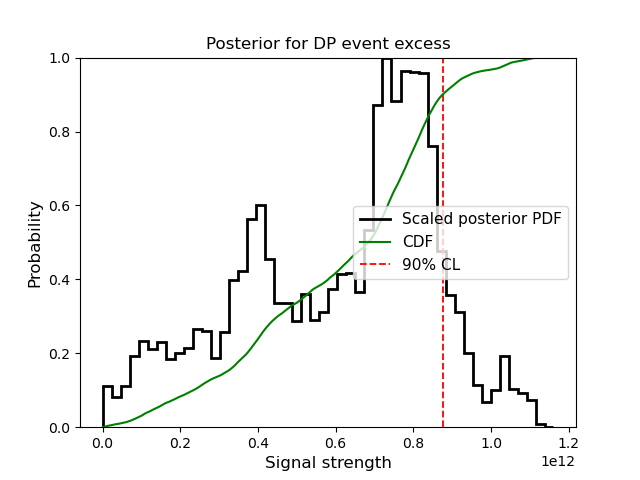 Posterior for DP event excess
Probability
1.0
0.8
0.6
0.4
0.2
0.0
Scaled posterior PDF
CDF
90% CL
0.0 0.2 0.4 0.6 0.8 1.0 1.2
1e12
Signal strength